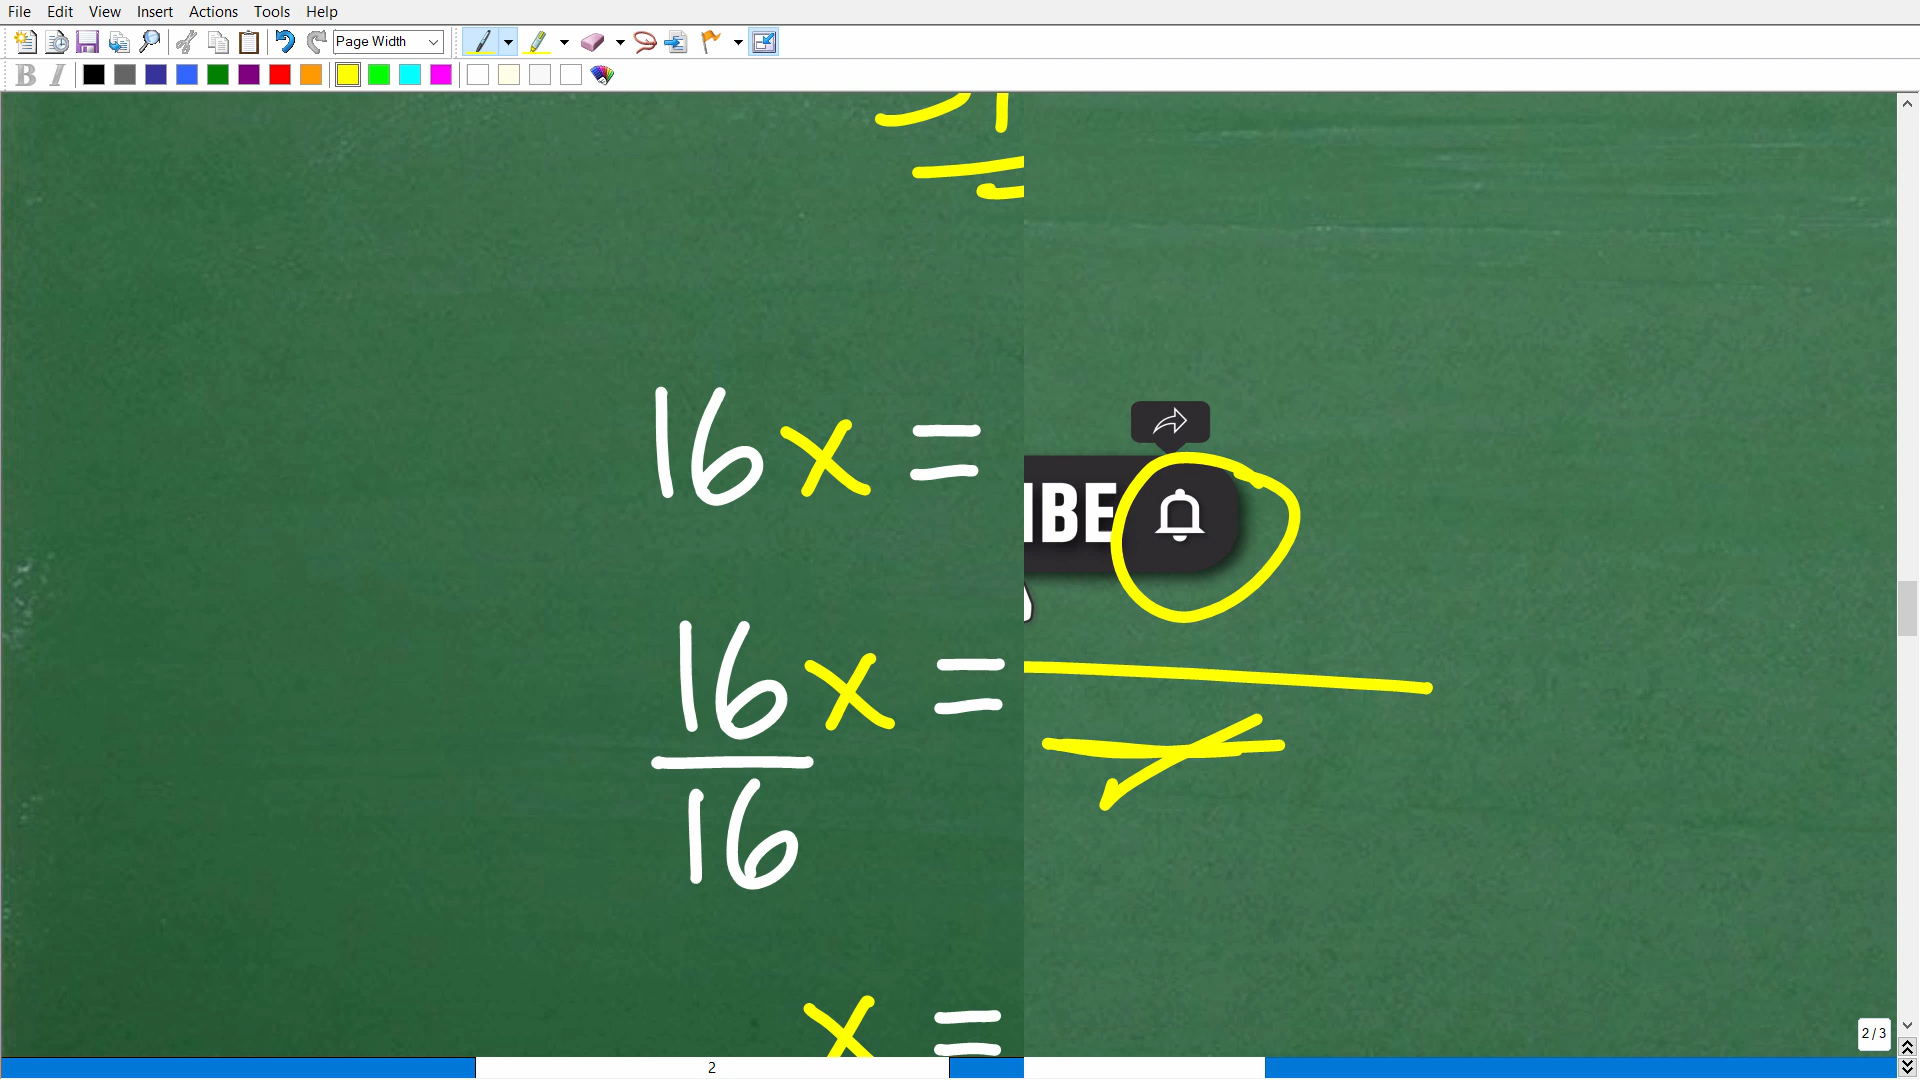 File Edit View Insert Actions Tools Help
Page Width
B I
16x =
IBE
16x =
16
x =
2 / 3
2